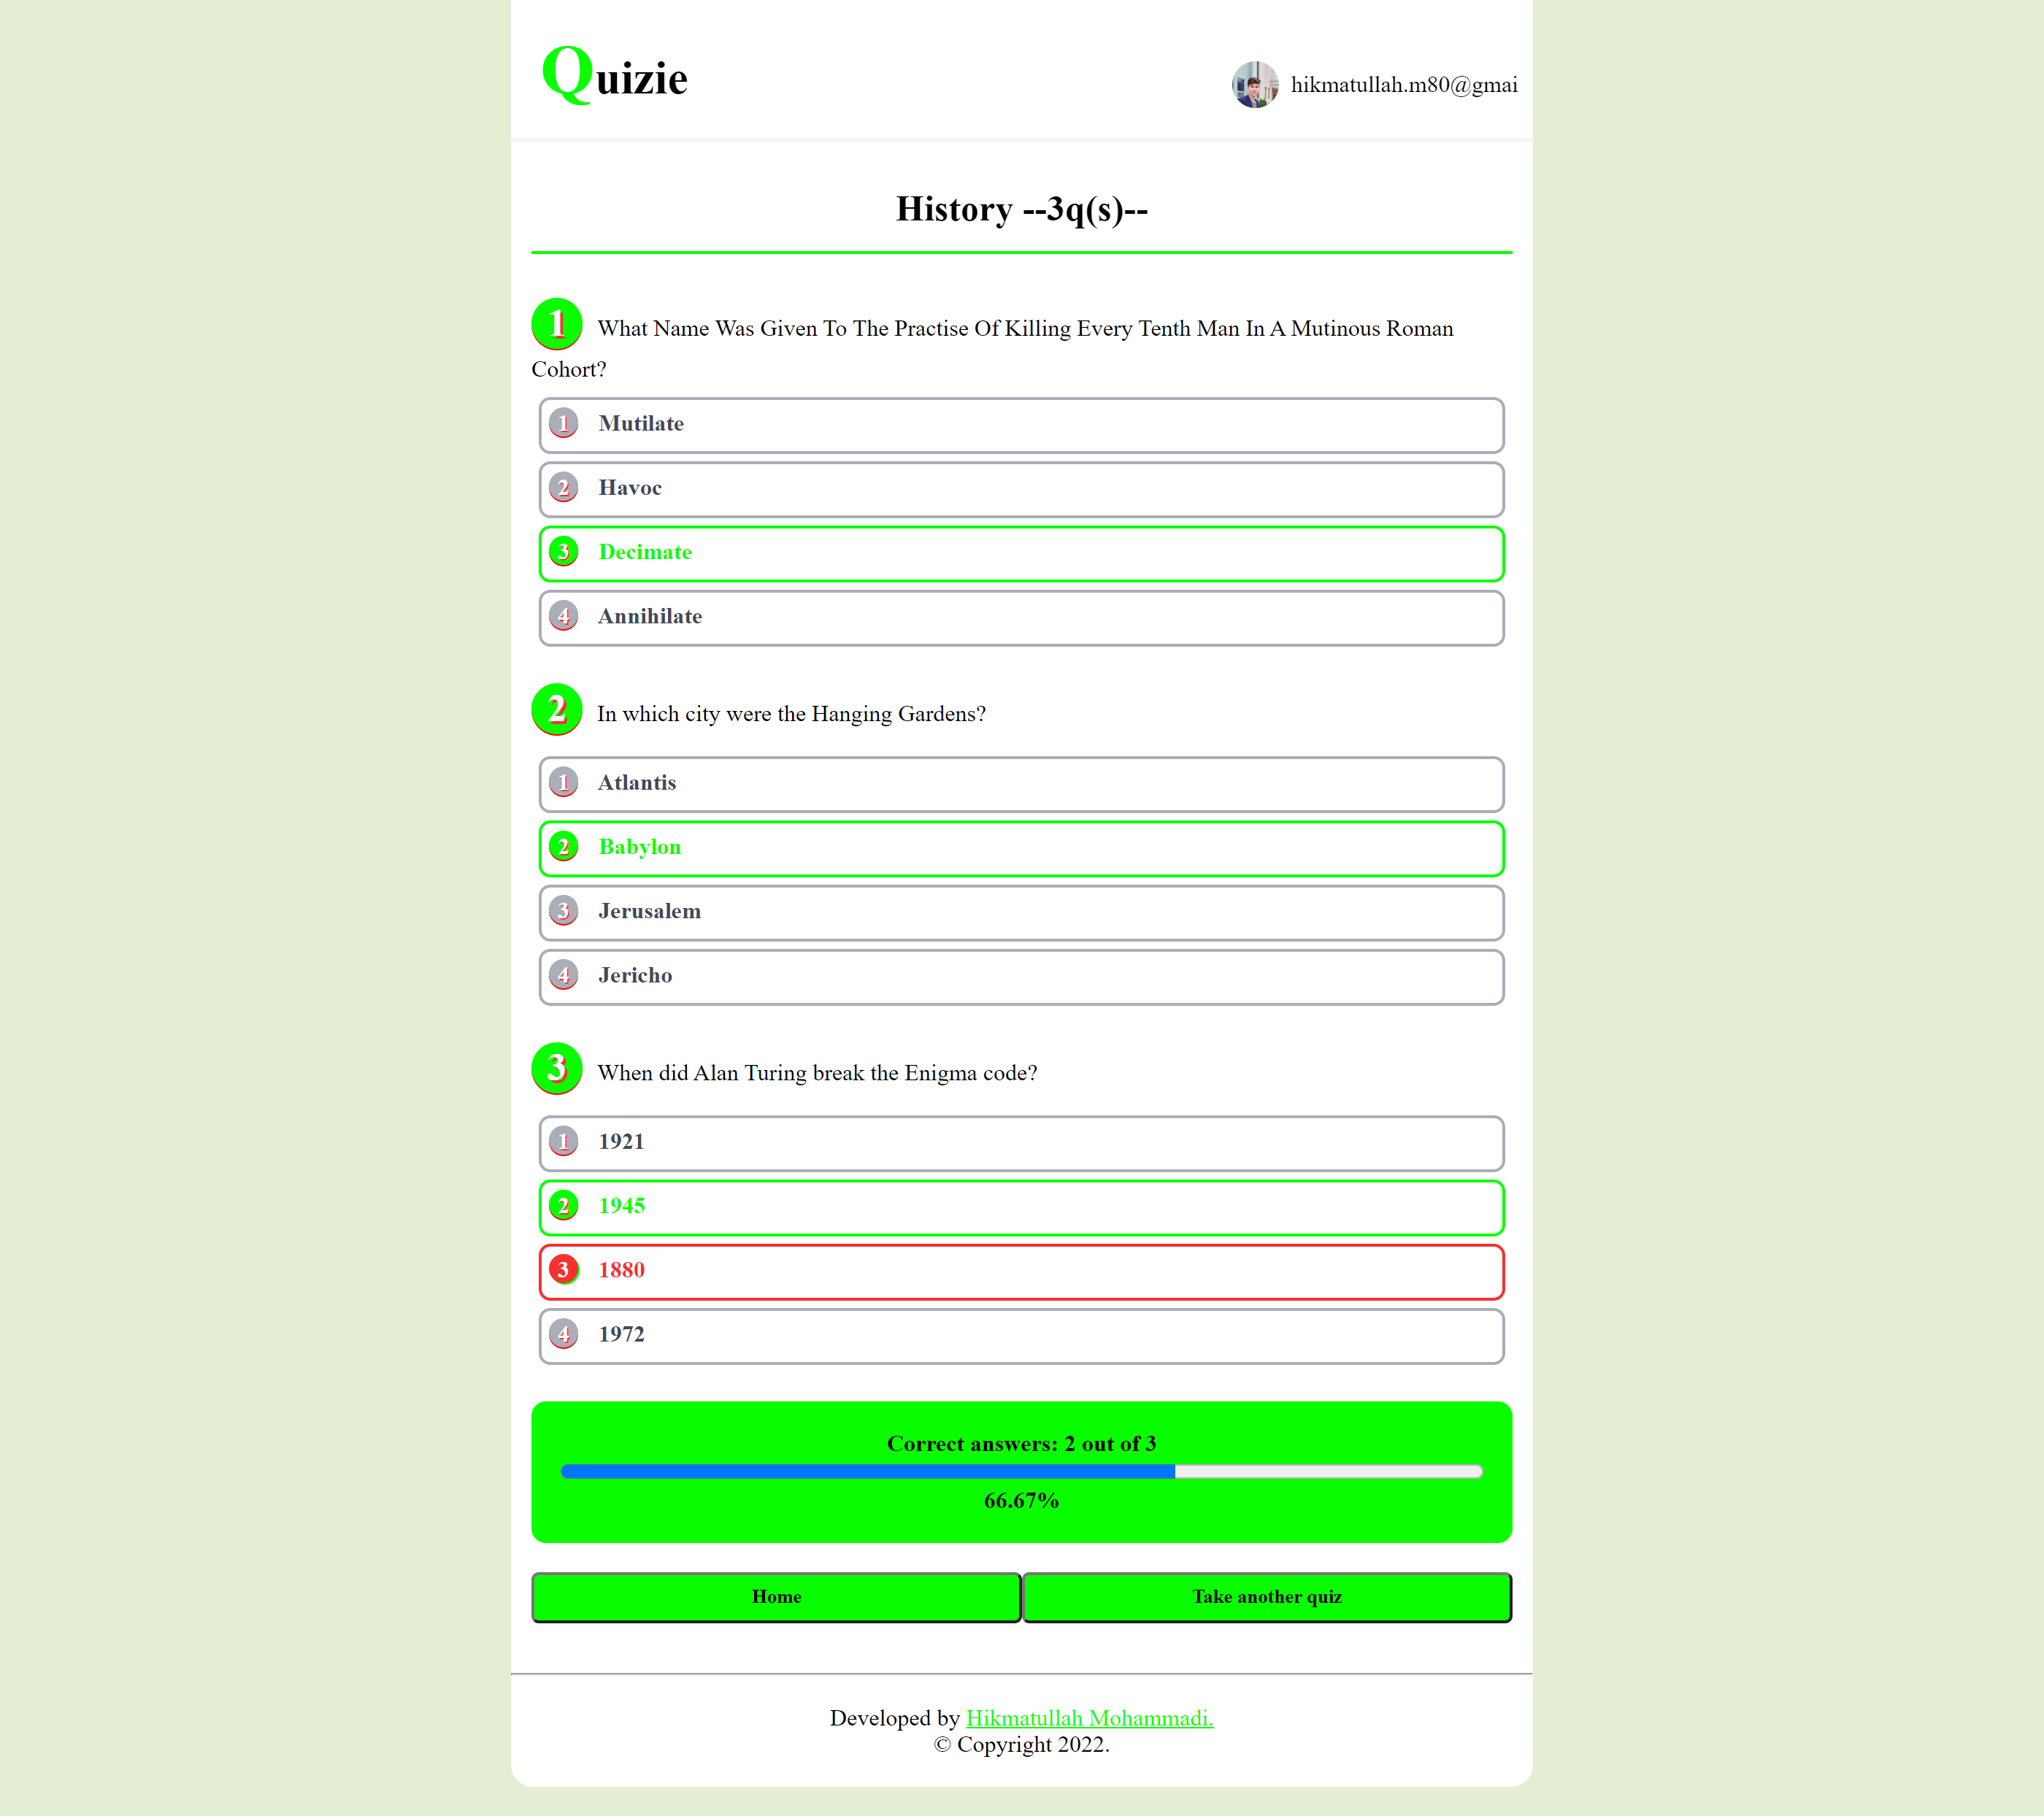 Quizie
hikmatullah.m80@gmai
History --3q(s)--
1 What Name Was Given To The Practise Of Killing Every Tenth Man In A Mutinous Roman
Cohort?
1 Mutilate
2 Havoc
3 Decimate
4 Annihilate
2 In which city were the Hanging Gardens?
1 Atlantis
2 Babylon
3 Jerusalem
4 Jericho
3 When did Alan Turing break the Enigma code?
1 1921
2 1945
3 1880
4 1972
Correct answers: 2 out of 3
66.67%
Home
Take another quiz
Developed by Hikmatullah Mohammadi.
© Copyright 2022.